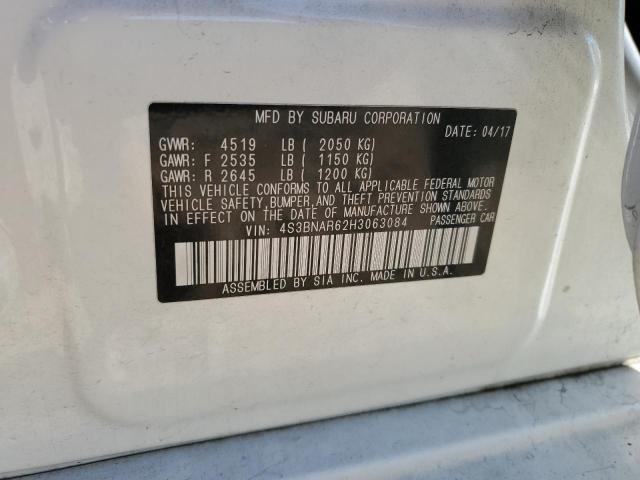 MFD BY SUBARU CORPORATION
DATE: 04/17
GVWR: 4519 LB ( 2050 KG)
GAWR: F 2535 LB ( 1150 KG)
GAWR: R 2645 LB ( 1200 KG)
THIS VEHICLE CONFORMS TO ALL APPLICABLE FEDERAL MOTOR
VEHICLE SAFETY,BUMPER,AND THEFT PREVENTION STANDARDS
IN EFFECT ON THE DATE OF MANUFACTURE SHOWN ABOVE.
VIN: 4S3BNAR62H3063084 PASSENGER CAR
ASSEMBLED BY SIA INC. MADE IN U.S.A.